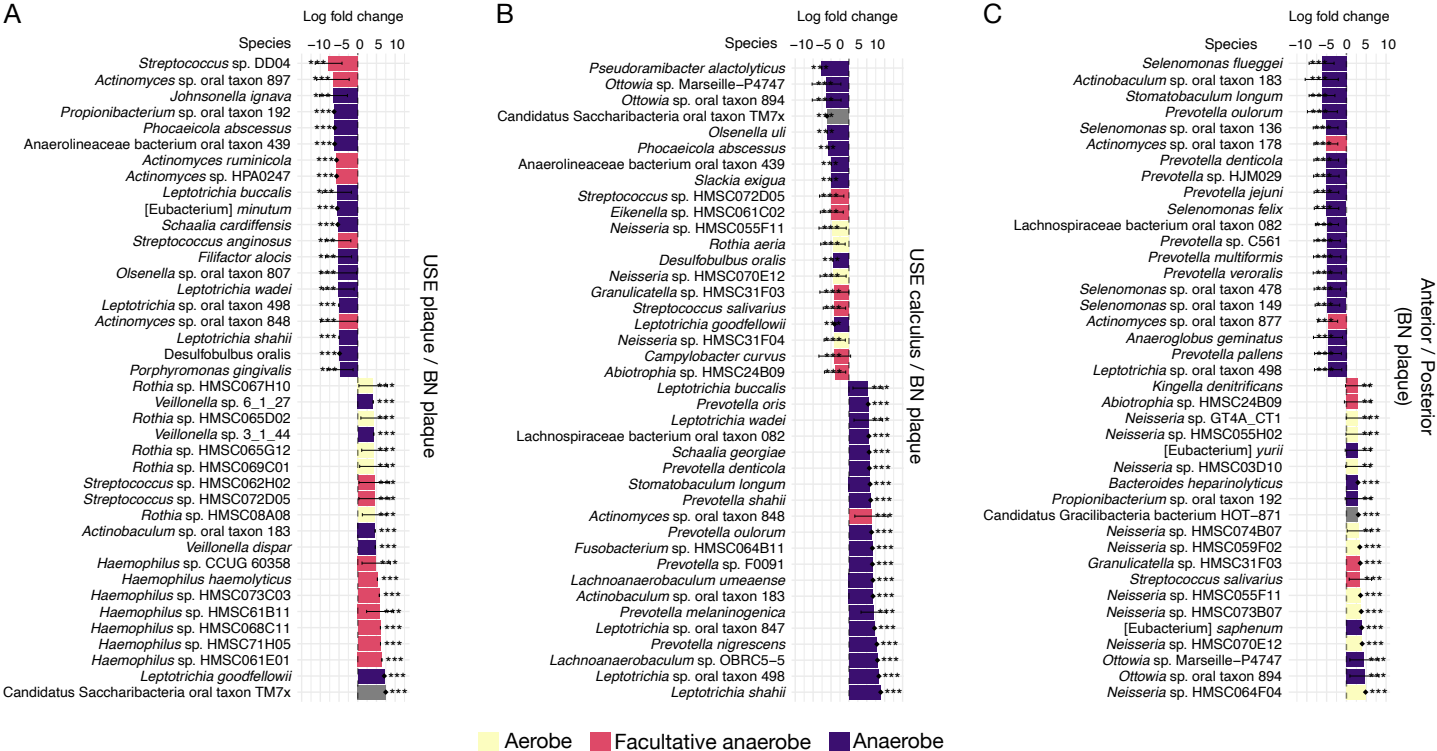 A
Log fold change
Species
−10 −5 0 5 10
Streptococcus sp. DD04
Actinomyces sp. oral taxon 897
Johnsonella ignava
Propionibacterium sp. oral taxon 192
Phocaeicola abscessus
Anaerolineaceae bacterium oral taxon 439
Actinomyces ruminicola
Actinomyces sp. HPA0247
Leptotrichia buccalis
[Eubacterium] minutum
Schaalia cardiffensis
Streptococcus anginosus
Filifactor alocis
Olsenella sp. oral taxon 807
Leptotrichia wadei
Leptotrichia sp. oral taxon 498
Actinomyces sp. oral taxon 848
Leptotrichia shahii
Desulfobulbus oralis
Porphyromonas gingivalis
Rothia sp. HMSC067H10
Veillonella sp. 6_1_27
Rothia sp. HMSC065D02
Veillonella sp. 3_1_44
Rothia sp. HMSC065G12
Rothia sp. HMSC069C01
Streptococcus sp. HMSC062H02
Streptococcus sp. HMSC072D05
Rothia sp. HMSC08A08
Actinobaculum sp. oral taxon 183
Veillonella dispar
Haemophilus sp. CCUG 60358
Haemophilus haemolyticus
Haemophilus sp. HMSC073C03
Haemophilus sp. HMSC61B11
Haemophilus sp. HMSC068C11
Haemophilus sp. HMSC71H05
Haemophilus sp. HMSC061E01
Leptotrichia goodfellowii
Candidatus Saccharibacteria oral taxon TM7x
USE plaque / BN plaque
B
Log fold change
Species
−10 −5 0 5 10
Pseudoramibacter alactolyticus
Ottowia sp. Marseille−P4747
Ottowia sp. oral taxon 894
Candidatus Saccharibacteria oral taxon TM7x
Olsenella uli
Phocaeicola abscessus
Anaerolineaceae bacterium oral taxon 439
Slackia exigua
Streptococcus sp. HMSC072D05
Eikenella sp. HMSC061C02
Neisseria sp. HMSC055F11
Rothia aeria
Desulfobulbus oralis
Neisseria sp. HMSC070E12
Granulicatella sp. HMSC31F03
Streptococcus salivarius
Leptotrichia goodfellowii
Neisseria sp. HMSC31F04
Campylobacter curvus
Abiotrophia sp. HMSC24B09
Leptotrichia buccalis
Prevotella oris
Leptotrichia wadei
Lachnospiraceae bacterium oral taxon 082
Schaalia georgiae
Prevotella denticola
Stomatobaculum longum
Prevotella shahii
Actinomyces sp. oral taxon 848
Prevotella oulorum
Fusobacterium sp. HMSC064B11
Prevotella sp. F0091
Lachnoanaerobaculum umeaense
Actinobaculum sp. oral taxon 183
Prevotella melaninogenica
Leptotrichia sp. oral taxon 847
Prevotella nigrescens
Lachnoanaerobaculum sp. OBRC5−5
Leptotrichia sp. oral taxon 498
Leptotrichia shahii
USE calculus / BN plaque
C
Log fold change
Species
−10 −5 0 5 10
Selenomonas flueggei
Actinobaculum sp. oral taxon 183
Stomatobaculum longum
Prevotella oulorum
Selenomonas sp. oral taxon 136
Actinomyces sp. oral taxon 178
Prevotella denticola
Prevotella sp. HJM029
Prevotella jejuni
Selenomonas felix
Lachnospiraceae bacterium oral taxon 082
Prevotella sp. C561
Prevotella multiformis
Prevotella veroralis
Selenomonas sp. oral taxon 478
Selenomonas sp. oral taxon 149
Actinomyces sp. oral taxon 877
Anaeroglobus geminatus
Prevotella pallens
Leptotrichia sp. oral taxon 498
Kingella denitrificans
Abiotrophia sp. HMSC24B09
Neisseria sp. GT4A_CT1
Neisseria sp. HMSC055H02
[Eubacterium] yurii
Neisseria sp. HMSC03D10
Bacteroides heparinolyticus
Propionibacterium sp. oral taxon 192
Candidatus Gracilibacteria bacterium HOT−871
Neisseria sp. HMSC074B07
Neisseria sp. HMSC059F02
Granulicatella sp. HMSC31F03
Streptococcus salivarius
Neisseria sp. HMSC055F11
Neisseria sp. HMSC073B07
[Eubacterium] saphenum
Neisseria sp. HMSC070E12
Ottowia sp. Marseille−P4747
Ottowia sp. oral taxon 894
Neisseria sp. HMSC064F04
Anterior / Posterior
(BN plaque)
Aerobe Facultative anaerobe Anaerobe